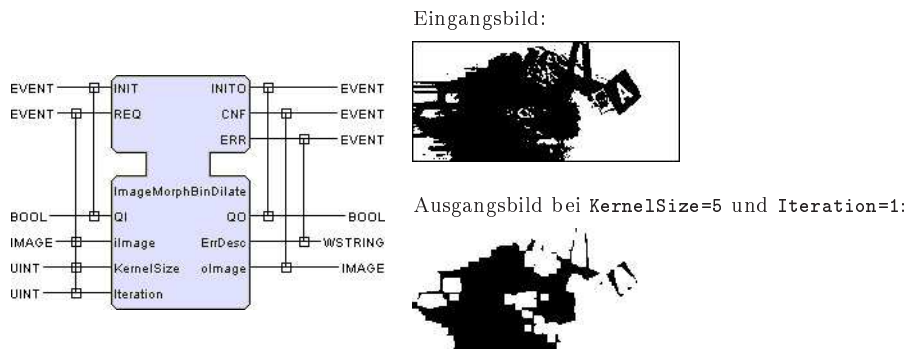 Eingangsbild:
EVENT INIT INITO EVENT
EVENT REQ CNF EVENT
ERR EVENT
ImageMorphBinDilate
BOOL QI QO BOOL
IMAGE iImage ErrDesc WSTRING
UINT KernelSize oImage IMAGE
UINT Iteration
Ausgangsbild bei KernelSize=5 und Iteration=1: